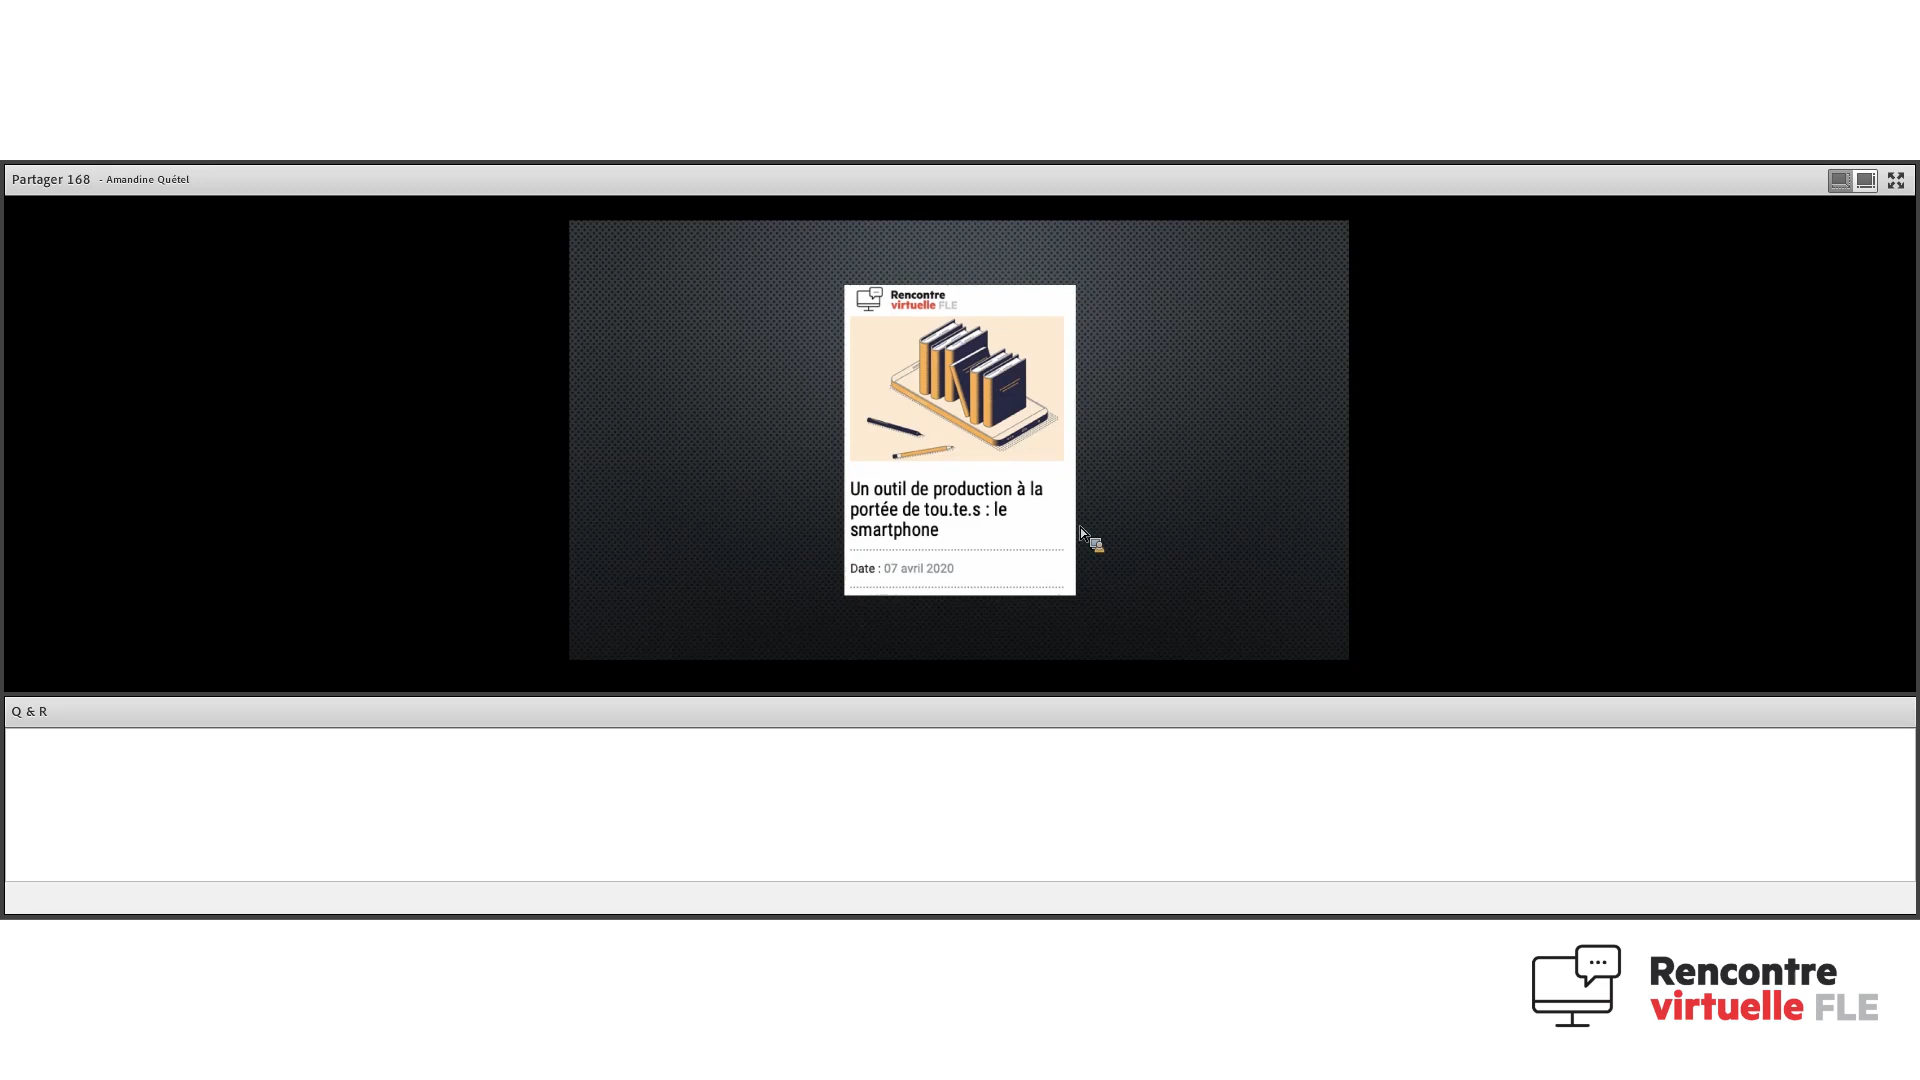 Partager 168 - Amandine Quétel
Rencontre
virtuelle FLE
Un outil de production à la
portée de tou.te.s : le
smartphone
Date : 07 avril 2020
Q & R
Rencontre
virtuelle FLE